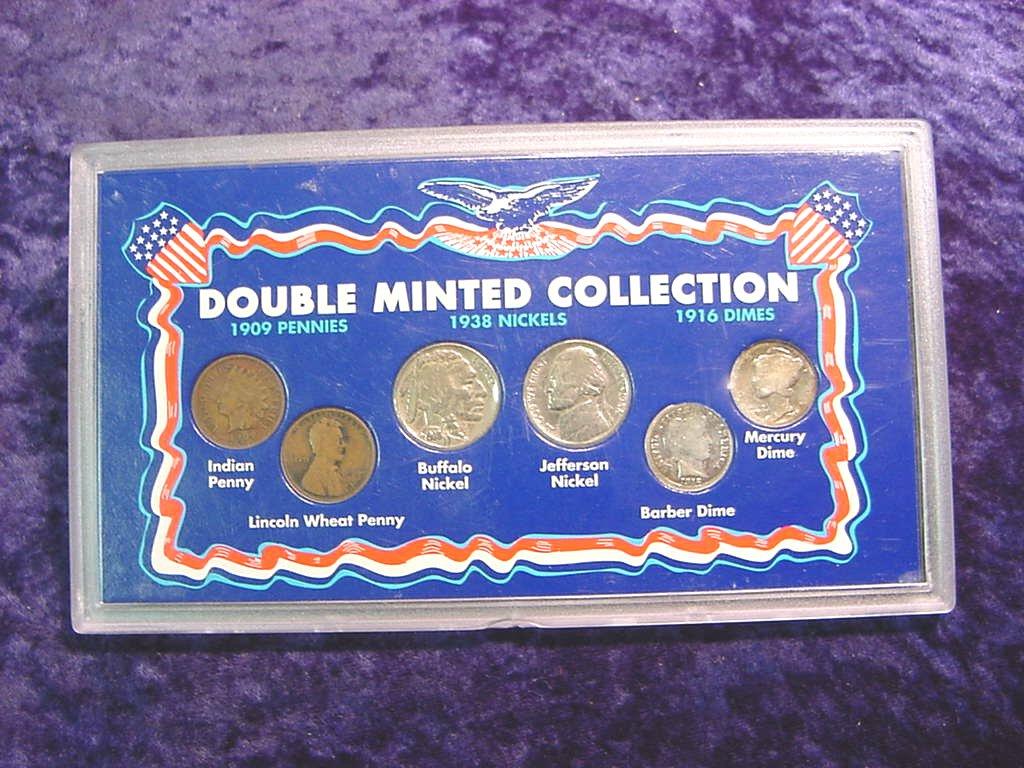 DOUBLE MINTED COLLECTION
1909 PENNIES
1938 NICKELS
1916 DIMES
Indian
Penny
Lincoln Wheat Penny
Buffalo
Nickel
Jefferson
Nickel
Barber Dime
Mercury
Dime